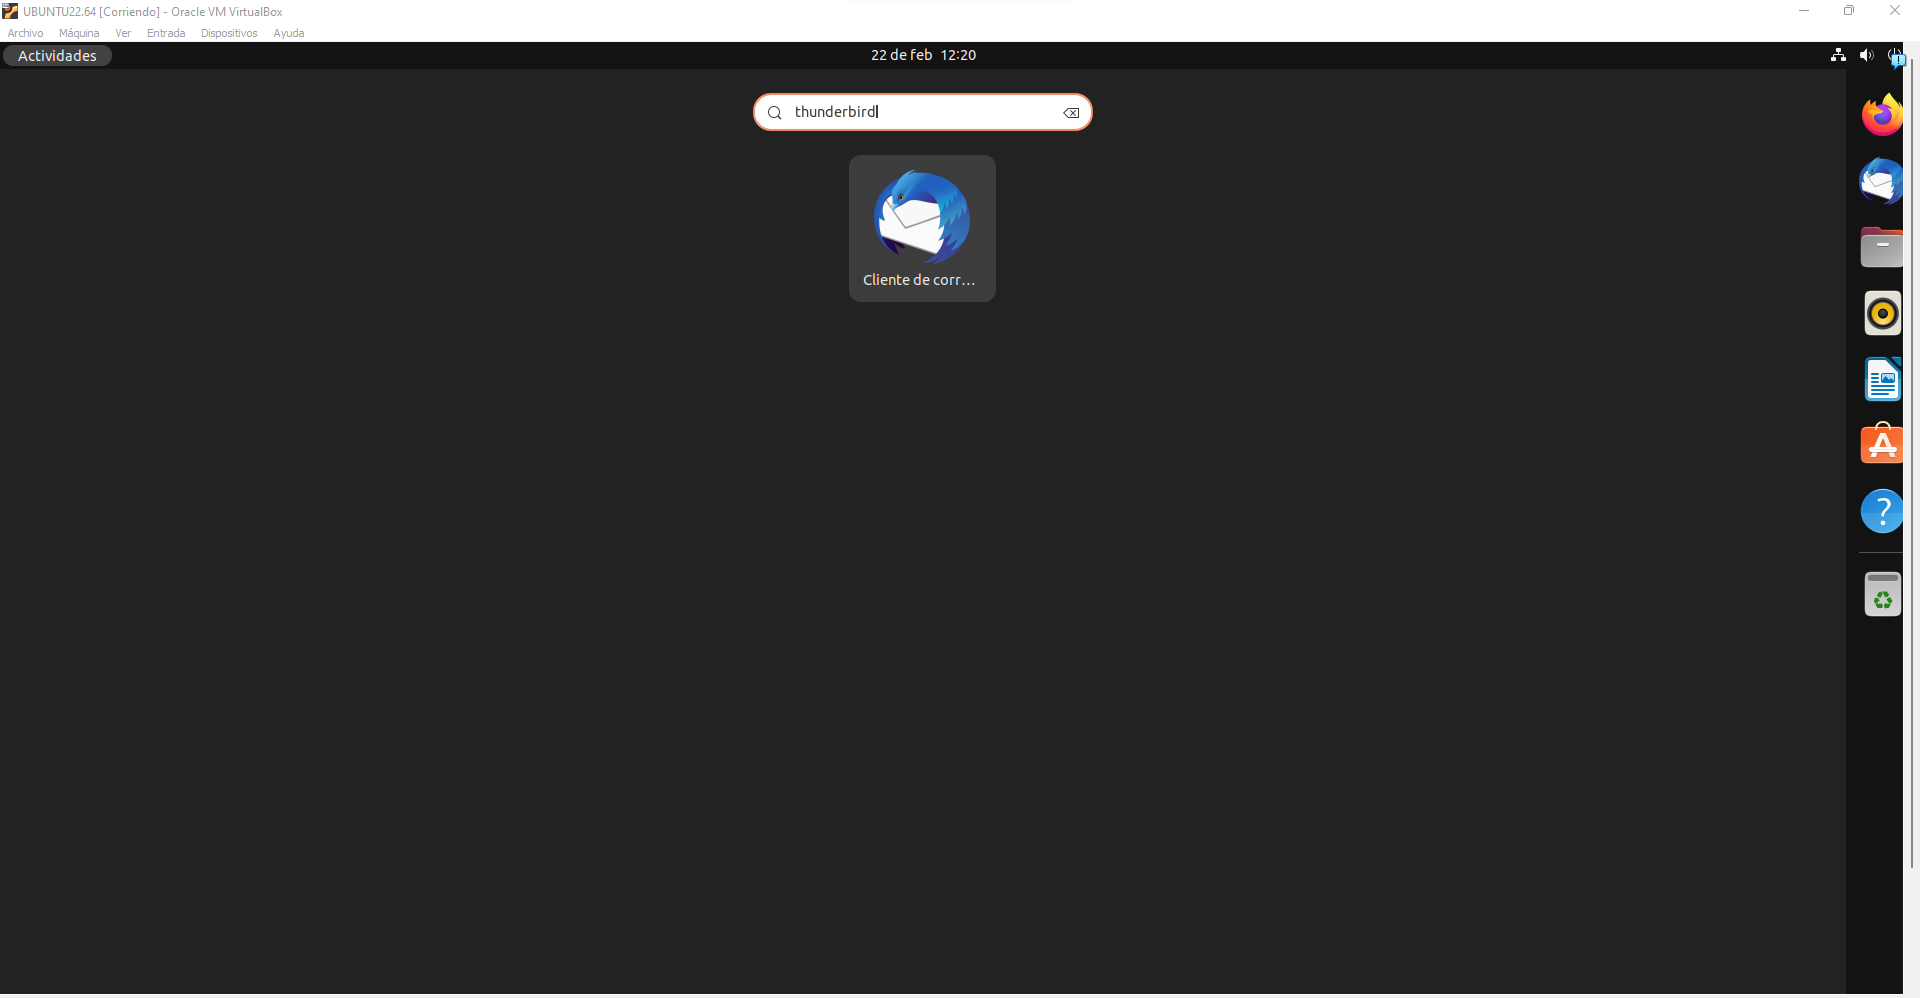 UBUNTU22.64 [Corriendo] - Oracle VM VirtualBox
Archivo Máquina Ver Entrada Dispositivos Ayuda
Actividades 22 de feb 12:20
thunderbird
Cliente de corr...